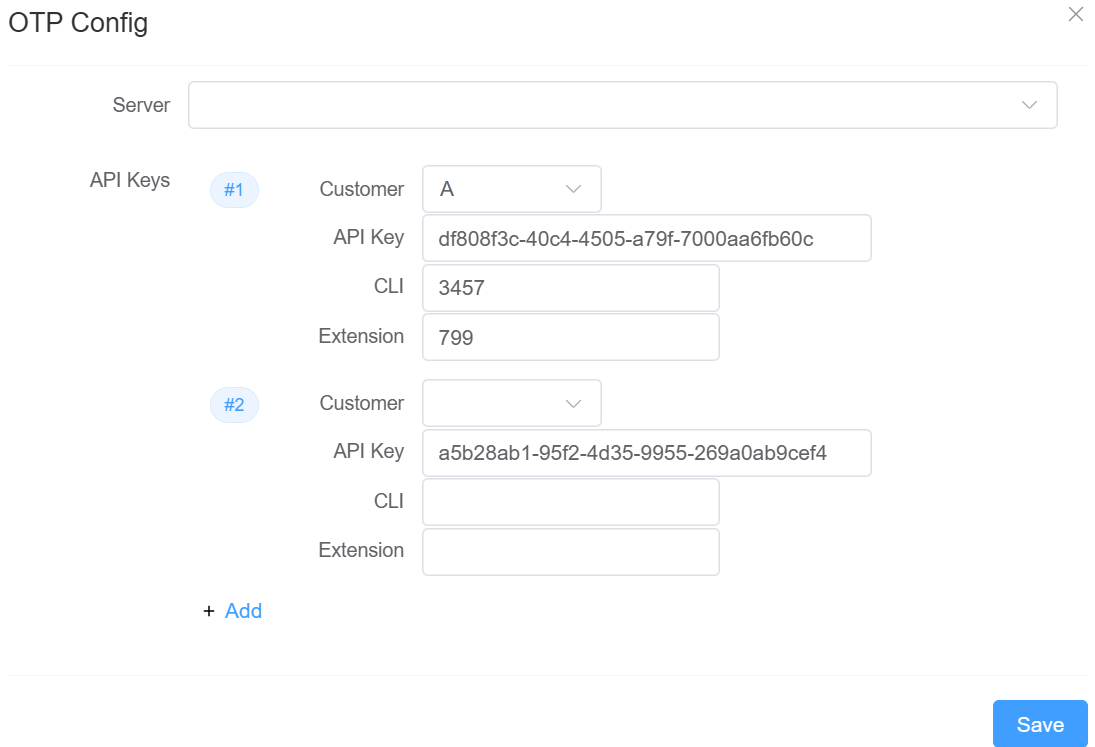 OTP Config
Server
API Keys
#1
Customer A
API Key df808f3c-40c4-4505-a79f-7000aa6fb60c
CLI 3457
Extension 799
#2
Customer
API Key a5b28ab1-95f2-4d35-9955-269a0ab9cef4
CLI
Extension
+ Add
Save